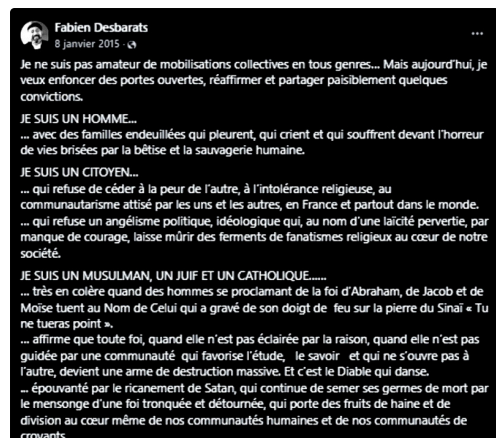 Fabien Desbarats
8 janvier 2015 ·
Je ne suis pas amateur de mobilisations collectives en tous genres... Mais aujourd'hui, je
veux enfoncer des portes ouvertes, réaffirmer et partager paisiblement quelques
convictions.
JE SUIS UN HOMME...
... avec des familles endeuillées qui pleurent, qui crient et qui souffrent devant l'horreur
de vies brisées par la bêtise et la sauvagerie humaine.
JE SUIS UN CITOYEN...
... qui refuse de céder à la peur de l'autre, à l'intolérance religieuse, au
communautarisme attisé par les uns et les autres, en France et partout dans le monde.
... qui refuse un angélisme politique, idéologique qui, au nom d'une laïcité pervertie, par
manque de courage, laisse mûrir des ferments de fanatismes religieux au cœur de notre
société.
JE SUIS UN MUSULMAN, UN JUIF ET UN CATHOLIQUE......
... très en colère quand des hommes se proclamant de la foi d'Abraham, de Jacob et de
Moïse tuent au Nom de Celui qui a gravé de son doigt de feu sur la pierre du Sinaï « Tu
ne tueras point ».
... affirme que toute foi, quand elle n'est pas éclairée par la raison, quand elle n'est pas
guidée par une communauté qui favorise l'étude, le savoir et qui ne s'ouvre pas à
l'autre, devient une arme de destruction massive. Et c'est le Diable qui danse.
... épouvanté par le ricanement de Satan, qui continue de semer ses germes de mort par
le mensonge d'une foi tronquée et détournée, qui porte des fruits de haine et de
division au cœur même de nos communautés humaines et de nos communautés de
croyants